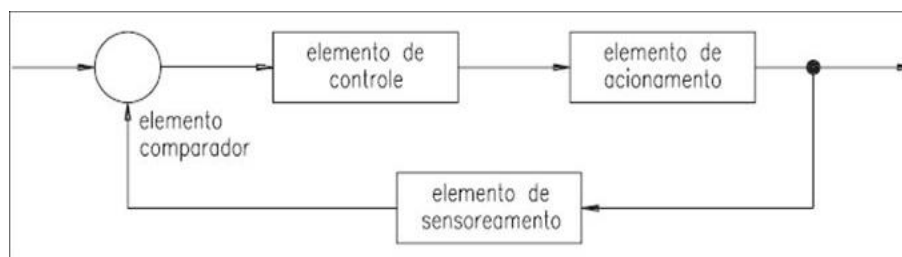 elemento de
controle
elemento de
acionamento
elemento
comparador
elemento de
sensoreamento